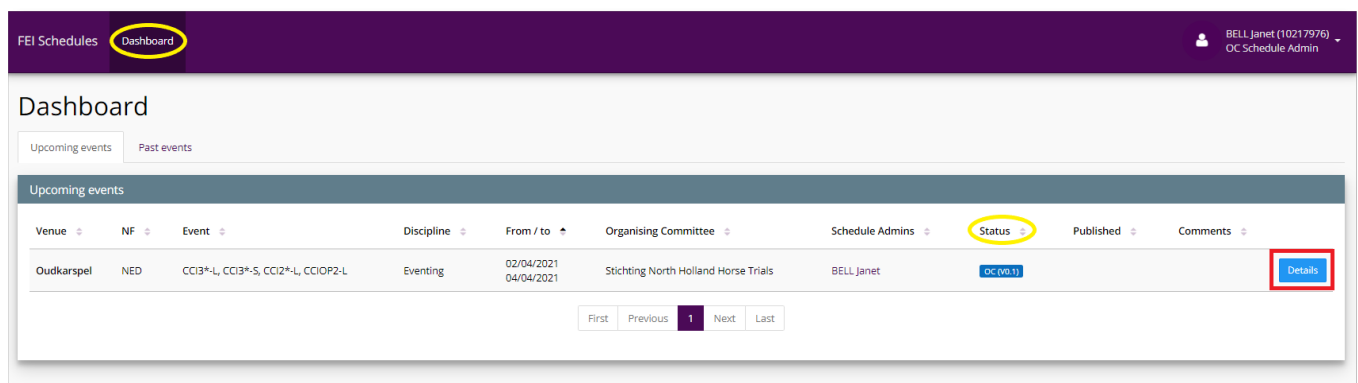 FEI Schedules Dashboard BELL Janet (10217976)
OC Schedule Admin
Dashboard
Upcoming events Past events
Upcoming events
Venue NF Event Discipline From / to Organising Committee Schedule Admins Status Published Comments
Oudkarspel NED CCI3*-L, CCI3*-S, CCI2*-L, CCIOP2-L Eventing 02/04/2021 Stichting North Holland Horse Trials BELL Janet OC (V0.1) Details
04/04/2021
First Previous 1 Next Last